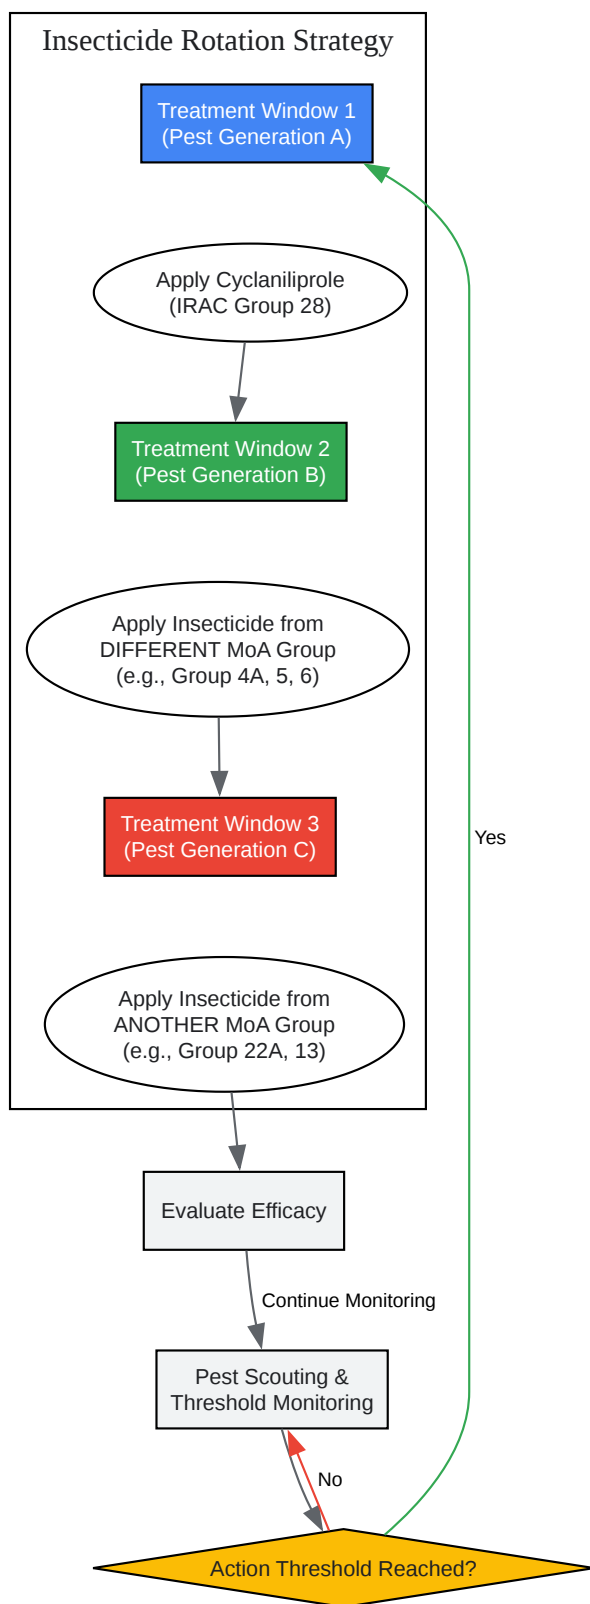 Insecticide Rotation Strategy
Treatment Window 1
(Pest Generation A)
Apply Cyclaniliprole
(IRAC Group 28)
Treatment Window 2
(Pest Generation B)
Apply Insecticide from
DIFFERENT MoA Group
(e.g., Group 4A, 5, 6)
Treatment Window 3
(Pest Generation C)
Yes
Apply Insecticide from
ANOTHER MoA Group
(e.g., Group 22A, 13)
Evaluate Efficacy
Continue Monitoring
Pest Scouting &
Threshold Monitoring
No
Action Threshold Reached?